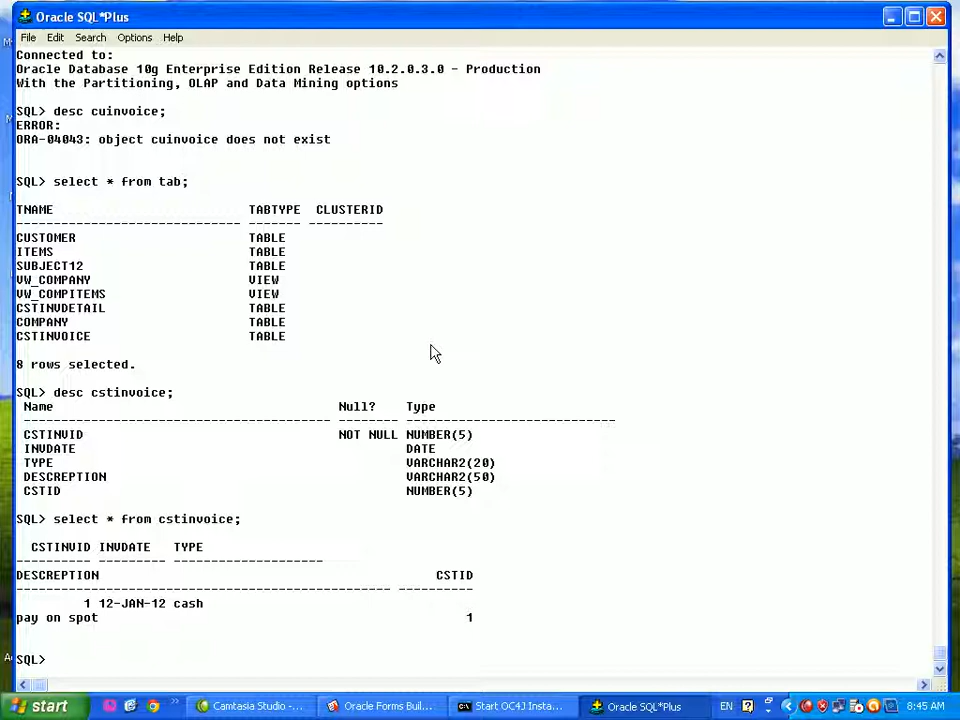 Oracle SQL*Plus
File Edit Search Options Help
Connected to:
Oracle Database 10g Enterprise Edition Release 10.2.0.3.0 - Production
With the Partitioning, OLAP and Data Mining options
SQL> desc cuinvoice;
ERROR:
ORA-04043: object cuinvoice does not exist
SQL> select * from tab;
TNAME TABTYPE CLUSTERID
------------------------------ ------- ----------
CUSTOMER TABLE
ITEMS TABLE
SUBJECT12 TABLE
VW_COMPANY VIEW
VW_COMPITEMS VIEW
CSTINVDETAIL TABLE
COMPANY TABLE
CSTINVOICE TABLE
8 rows selected.
SQL> desc cstinvoice;
Name Null? Type
----------------------------------------- -------- ----------------------------
CSTINVID NOT NULL NUMBER(5)
INVDATE DATE
TYPE VARCHAR2(20)
DESCREPTION VARCHAR2(50)
CSTID NUMBER(5)
SQL> select * from cstinvoice;
CSTINVID INVDATE TYPE
---------- --------- --------------------
DESCREPTION CSTID
-------------------------------------------------- ----------
1 12-JAN-12 cash
pay on spot 1
SQL>
start Camtasia Studio -... Oracle Forms Buil... Start OC4J Insta... Oracle SQL*Plus EN 8:45 AM